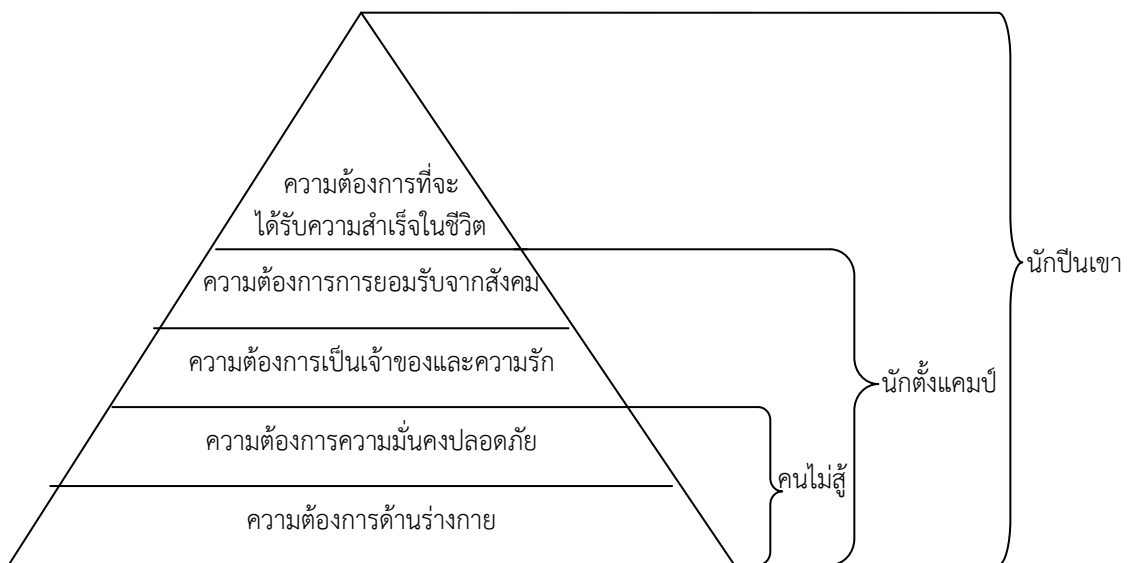 ความต้องการที่จะ
ได้รับความสำเร็จในชีวิต
ความต้องการการยอมรับจากสังคม
นักปีนเขา
ความต้องการเป็นเจ้าของและความรัก
นักตั้งแคมป์
ความต้องการความมั่นคงปลอดภัย
คนไม่สู้
ความต้องการด้านร่างกาย